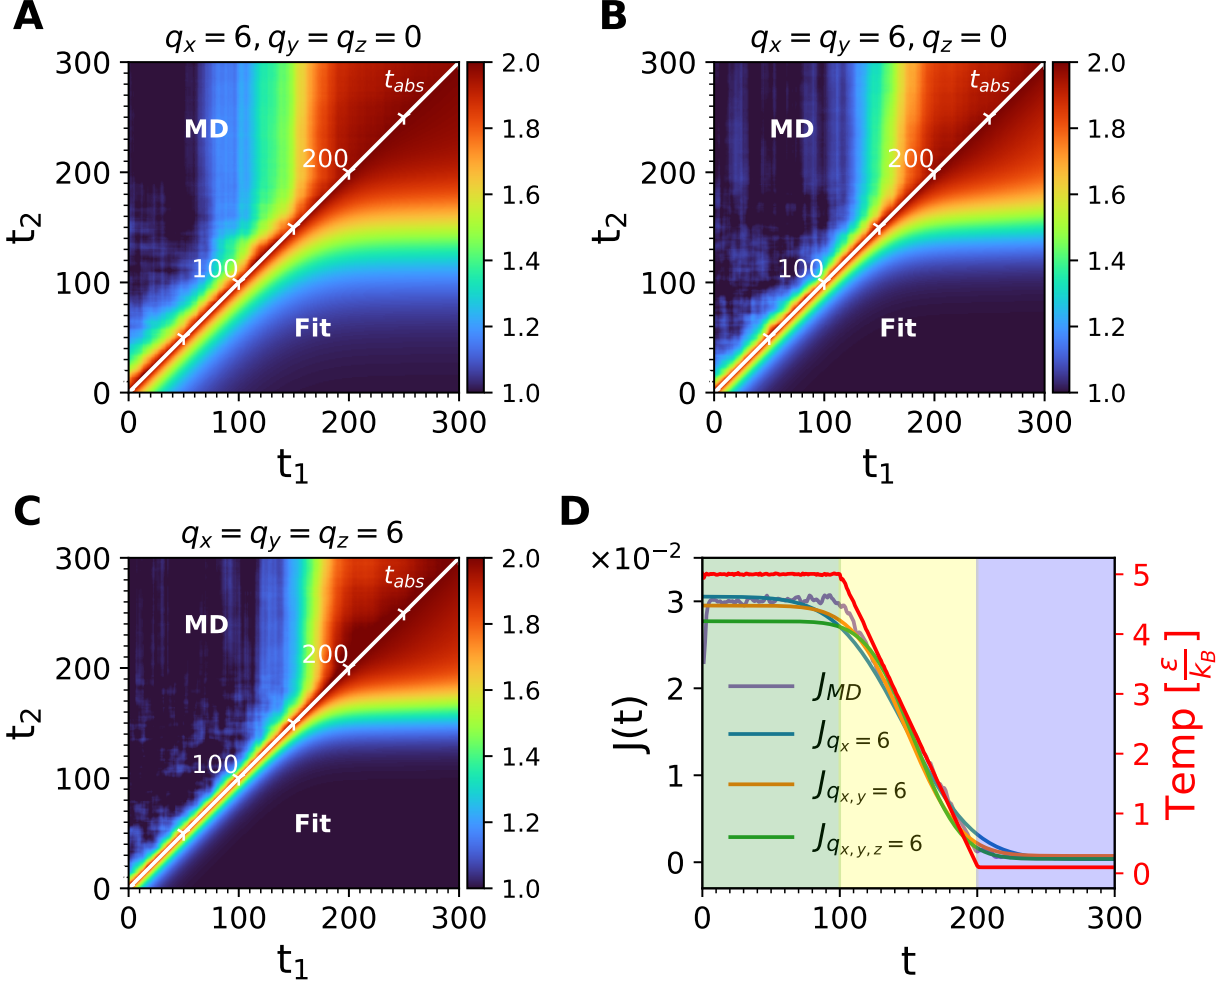 A
q_x = 6, q_y = q_z = 0
300
200
100
0
t_2
MD
Fit
t_abs
200
100
0 100 200 300
t_1
2.0
1.8
1.6
1.4
1.2
1.0
B
q_x = q_y = 6, q_z = 0
300
200
100
0
t_2
MD
Fit
t_abs
200
100
0 100 200 300
t_1
2.0
1.8
1.6
1.4
1.2
1.0
C
q_x = q_y = q_z = 6
300
200
100
0
t_2
MD
Fit
t_abs
200
100
0 100 200 300
t_1
2.0
1.8
1.6
1.4
1.2
1.0
D
×10⁻²
3
2
1
0
J(t)
J_MD
J_{q_x = 6}
J_{q_{x,y} = 6}
J_{q_{x,y,z} = 6}
0 100 200 300
t
5
4
3
2
1
0
Temp [ε/k_B]